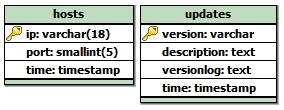 hosts
ip: varchar(18)
port: smallint(5)
time: timestamp
updates
version: varchar
description: text
versionlog: text
time: timestamp